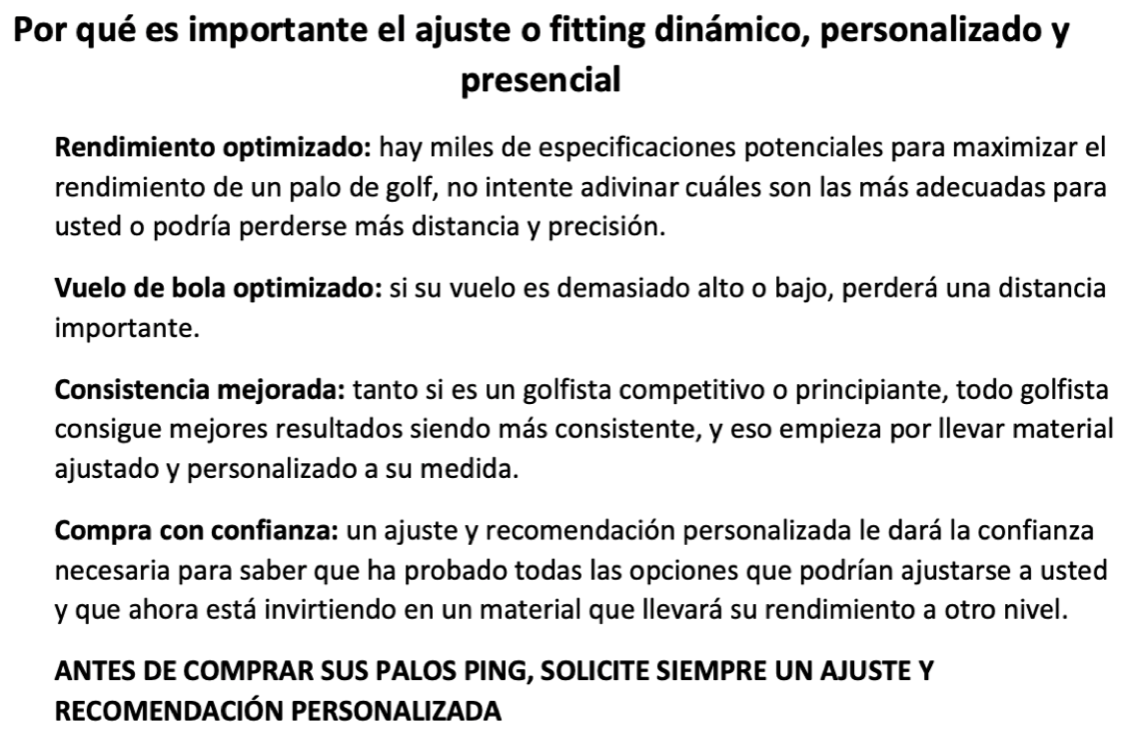 Por qué es importante el ajuste o fitting dinámico, personalizado y
presencial
Rendimiento optimizado: hay miles de especificaciones potenciales para maximizar el
rendimiento de un palo de golf, no intente adivinar cuáles son las más adecuadas para
usted o podría perderse más distancia y precisión.
Vuelo de bola optimizado: si su vuelo es demasiado alto o bajo, perderá una distancia
importante.
Consistencia mejorada: tanto si es un golfista competitivo o principiante, todo golfista
consigue mejores resultados siendo más consistente, y eso empieza por llevar material
ajustado y personalizado a su medida.
Compra con confianza: un ajuste y recomendación personalizada le dará la confianza
necesaria para saber que ha probado todas las opciones que podrían ajustarse a usted
y que ahora está invirtiendo en un material que llevará su rendimiento a otro nivel.
ANTES DE COMPRAR SUS PALOS PING, SOLICITE SIEMPRE UN AJUSTE Y
RECOMENDACIÓN PERSONALIZADA